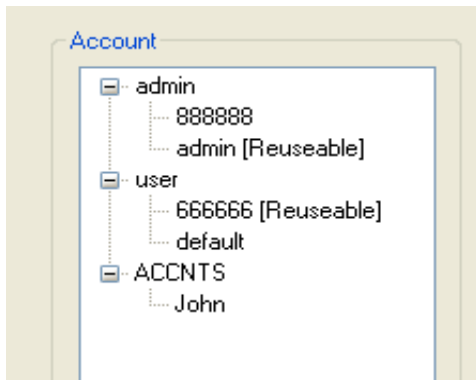 Account
admin
888888
admin [Reuseable]
user
666666 [Reuseable]
default
ACCNTS
John